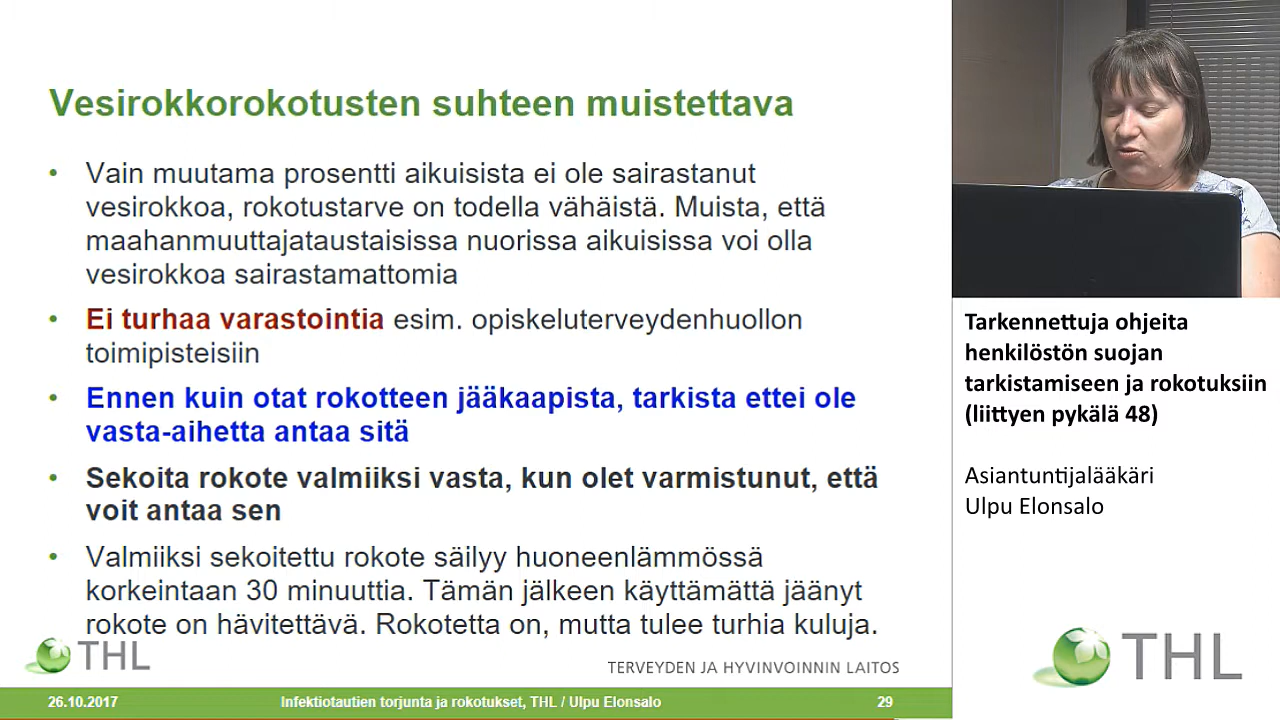 Vesirokkorokotusten suhteen muistettava
• Vain muutama prosentti aikuisista ei ole sairastanut
vesirokkoa, rokotustarve on todella vähäistä. Muista, että
maahanmuuttajataustaisissa nuorissa aikuisissa voi olla
vesirokkoa sairastamattomia
• Ei turhaa varastointia esim. opiskeluterveydenhuollon
toimipisteisiin
• Ennen kuin otat rokotteen jääkaapista, tarkista ettei ole
vasta-aihetta antaa sitä
• Sekoita rokote valmiiksi vasta, kun olet varmistunut, että
voit antaa sen
• Valmiiksi sekoitettu rokote säilyy huoneenlämmössä
korkeintaan 30 minuuttia. Tämän jälkeen käyttämättä jäänyt
rokote on hävitettävä. Rokotetta on, mutta tulee turhia kuluja.
THL
TERVEYDEN JA HYVINVOINNIN LAITOS
26.10.2017
Infektiotautien torjunta ja rokotukset, THL / Ulpu Elonsalo
29
Tarkennettuja ohjeita
henkilöstön suojan
tarkistamiseen ja rokotuksiin
(liittyen pykälä 48)
Asiantuntijalääkäri
Ulpu Elonsalo
THL